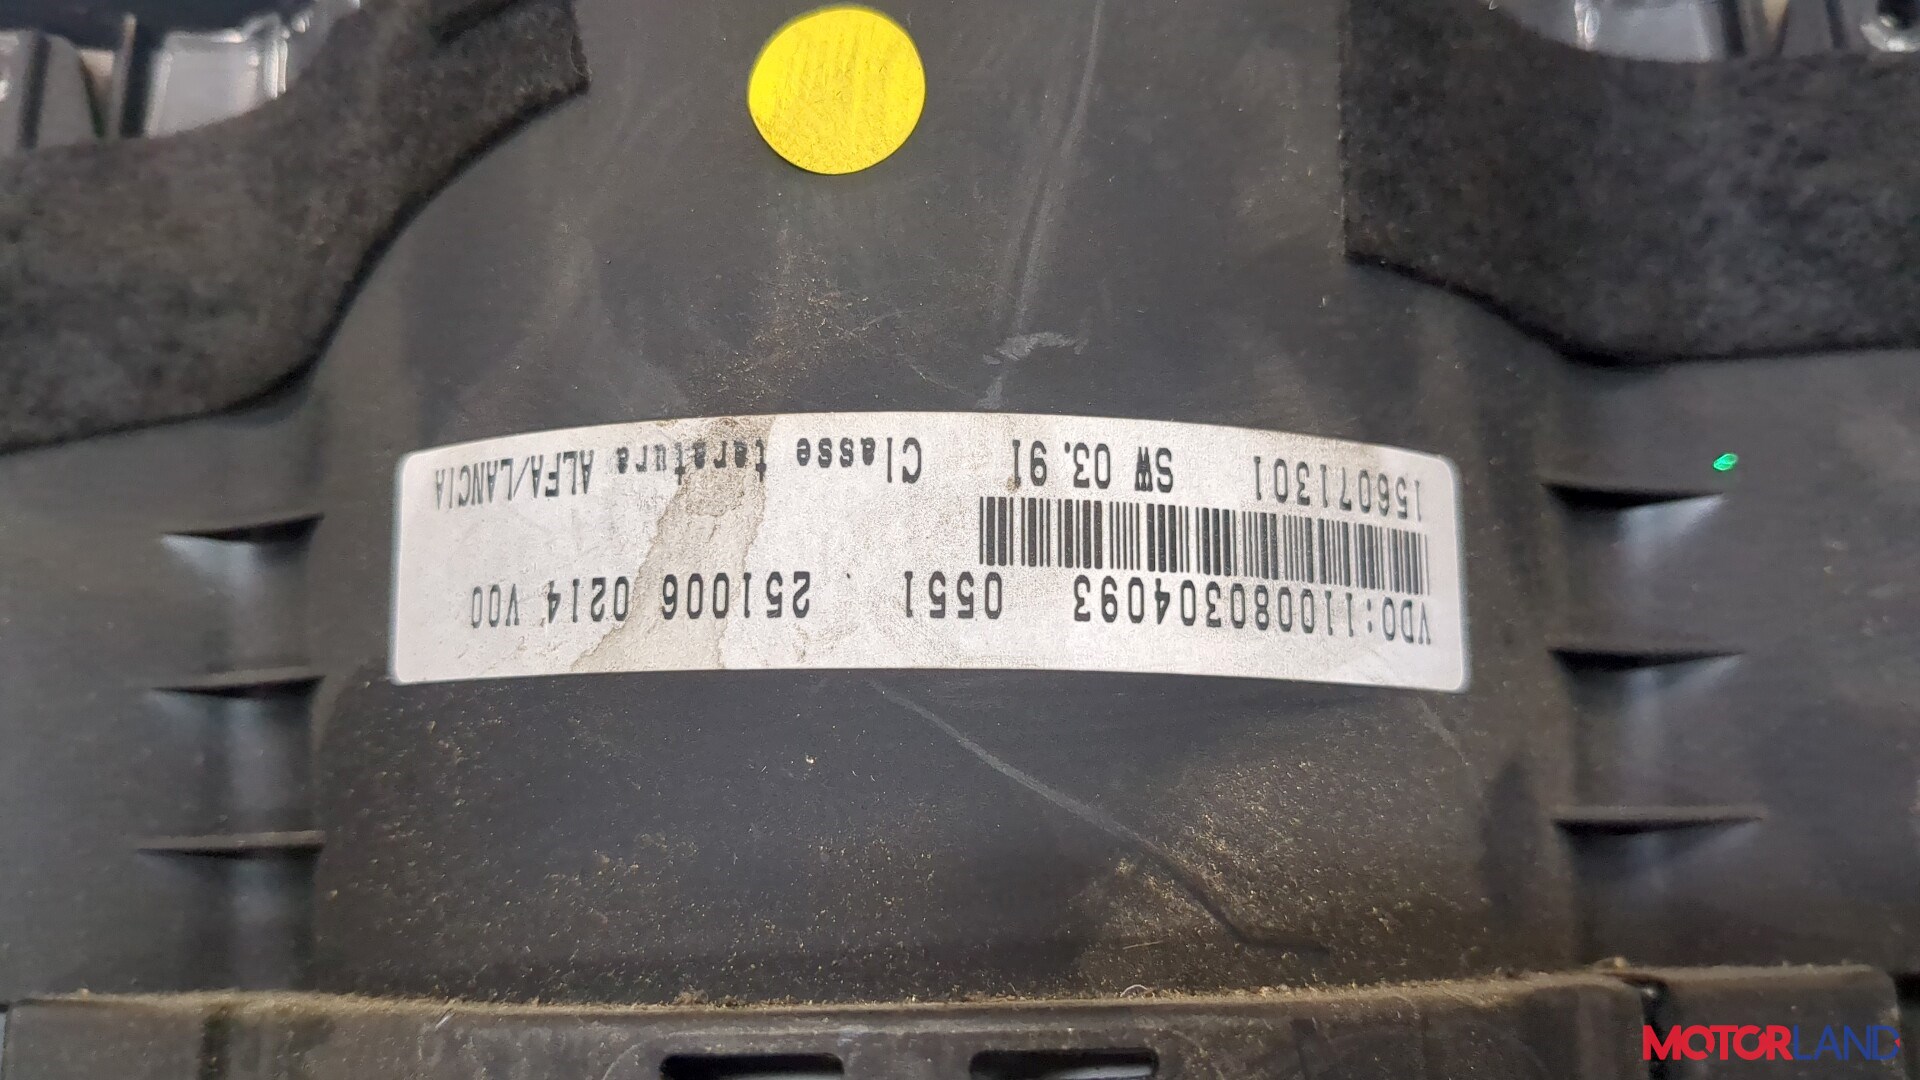 VDO:110080304093 0551 251006 0214 V00
156071301 SW 03.91 Classe taratura ALFA/LANCIA
MOTORLAND